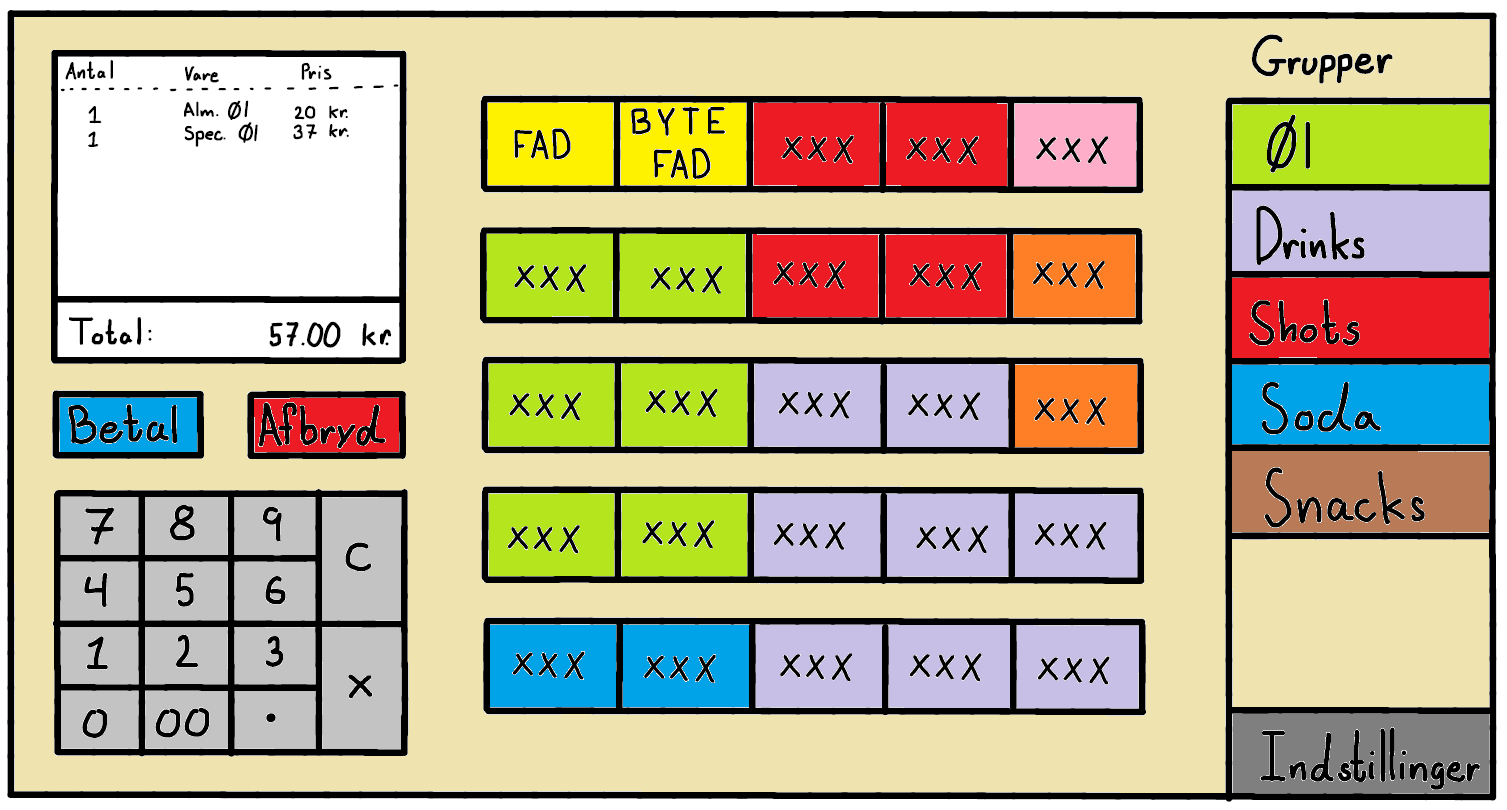 Antal Vare Pris
1 Alm. Øl 20 kr.
1 Spec. Øl 37 kr.
Total: 57.00 kr.
Betal Afbryd
7 8 9 C
4 5 6
1 2 3 X
0 00 .
FAD BYTE FAD XXX XXX XXX
XXX XXX XXX XXX XXX
XXX XXX XXX XXX XXX
XXX XXX XXX XXX XXX
XXX XXX XXX XXX XXX
Grupper
Øl
Drinks
Shots
Soda
Snacks
Indstillinger